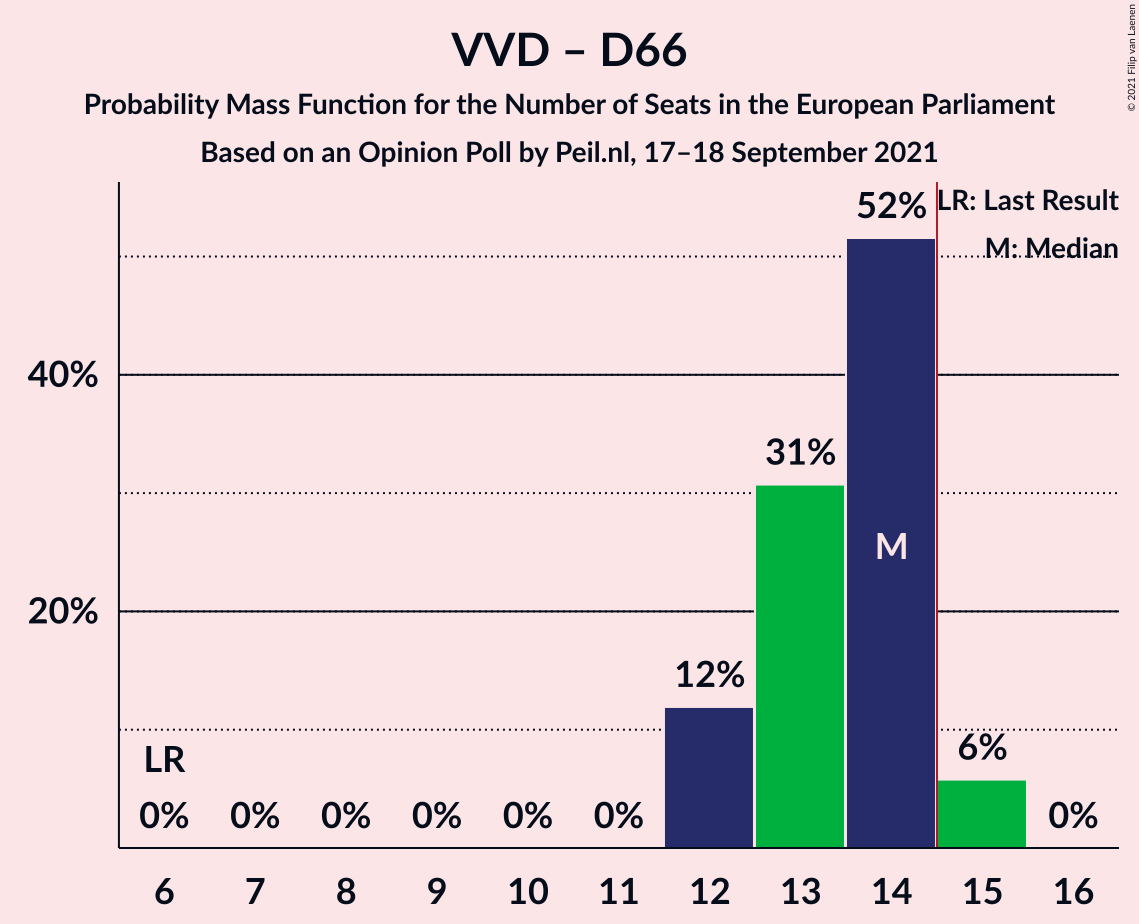 VVD – D66
Probability Mass Function for the Number of Seats in the European Parliament
Based on an Opinion Poll by Peil.nl, 17–18 September 2021
© 2021 Filip van Laenen
LR: Last Result
M: Median
52%
40%
31%
M
20%
12%
6%
LR
0% 0% 0% 0% 0% 0% 0%
6 7 8 9 10 11 12 13 14 15 16